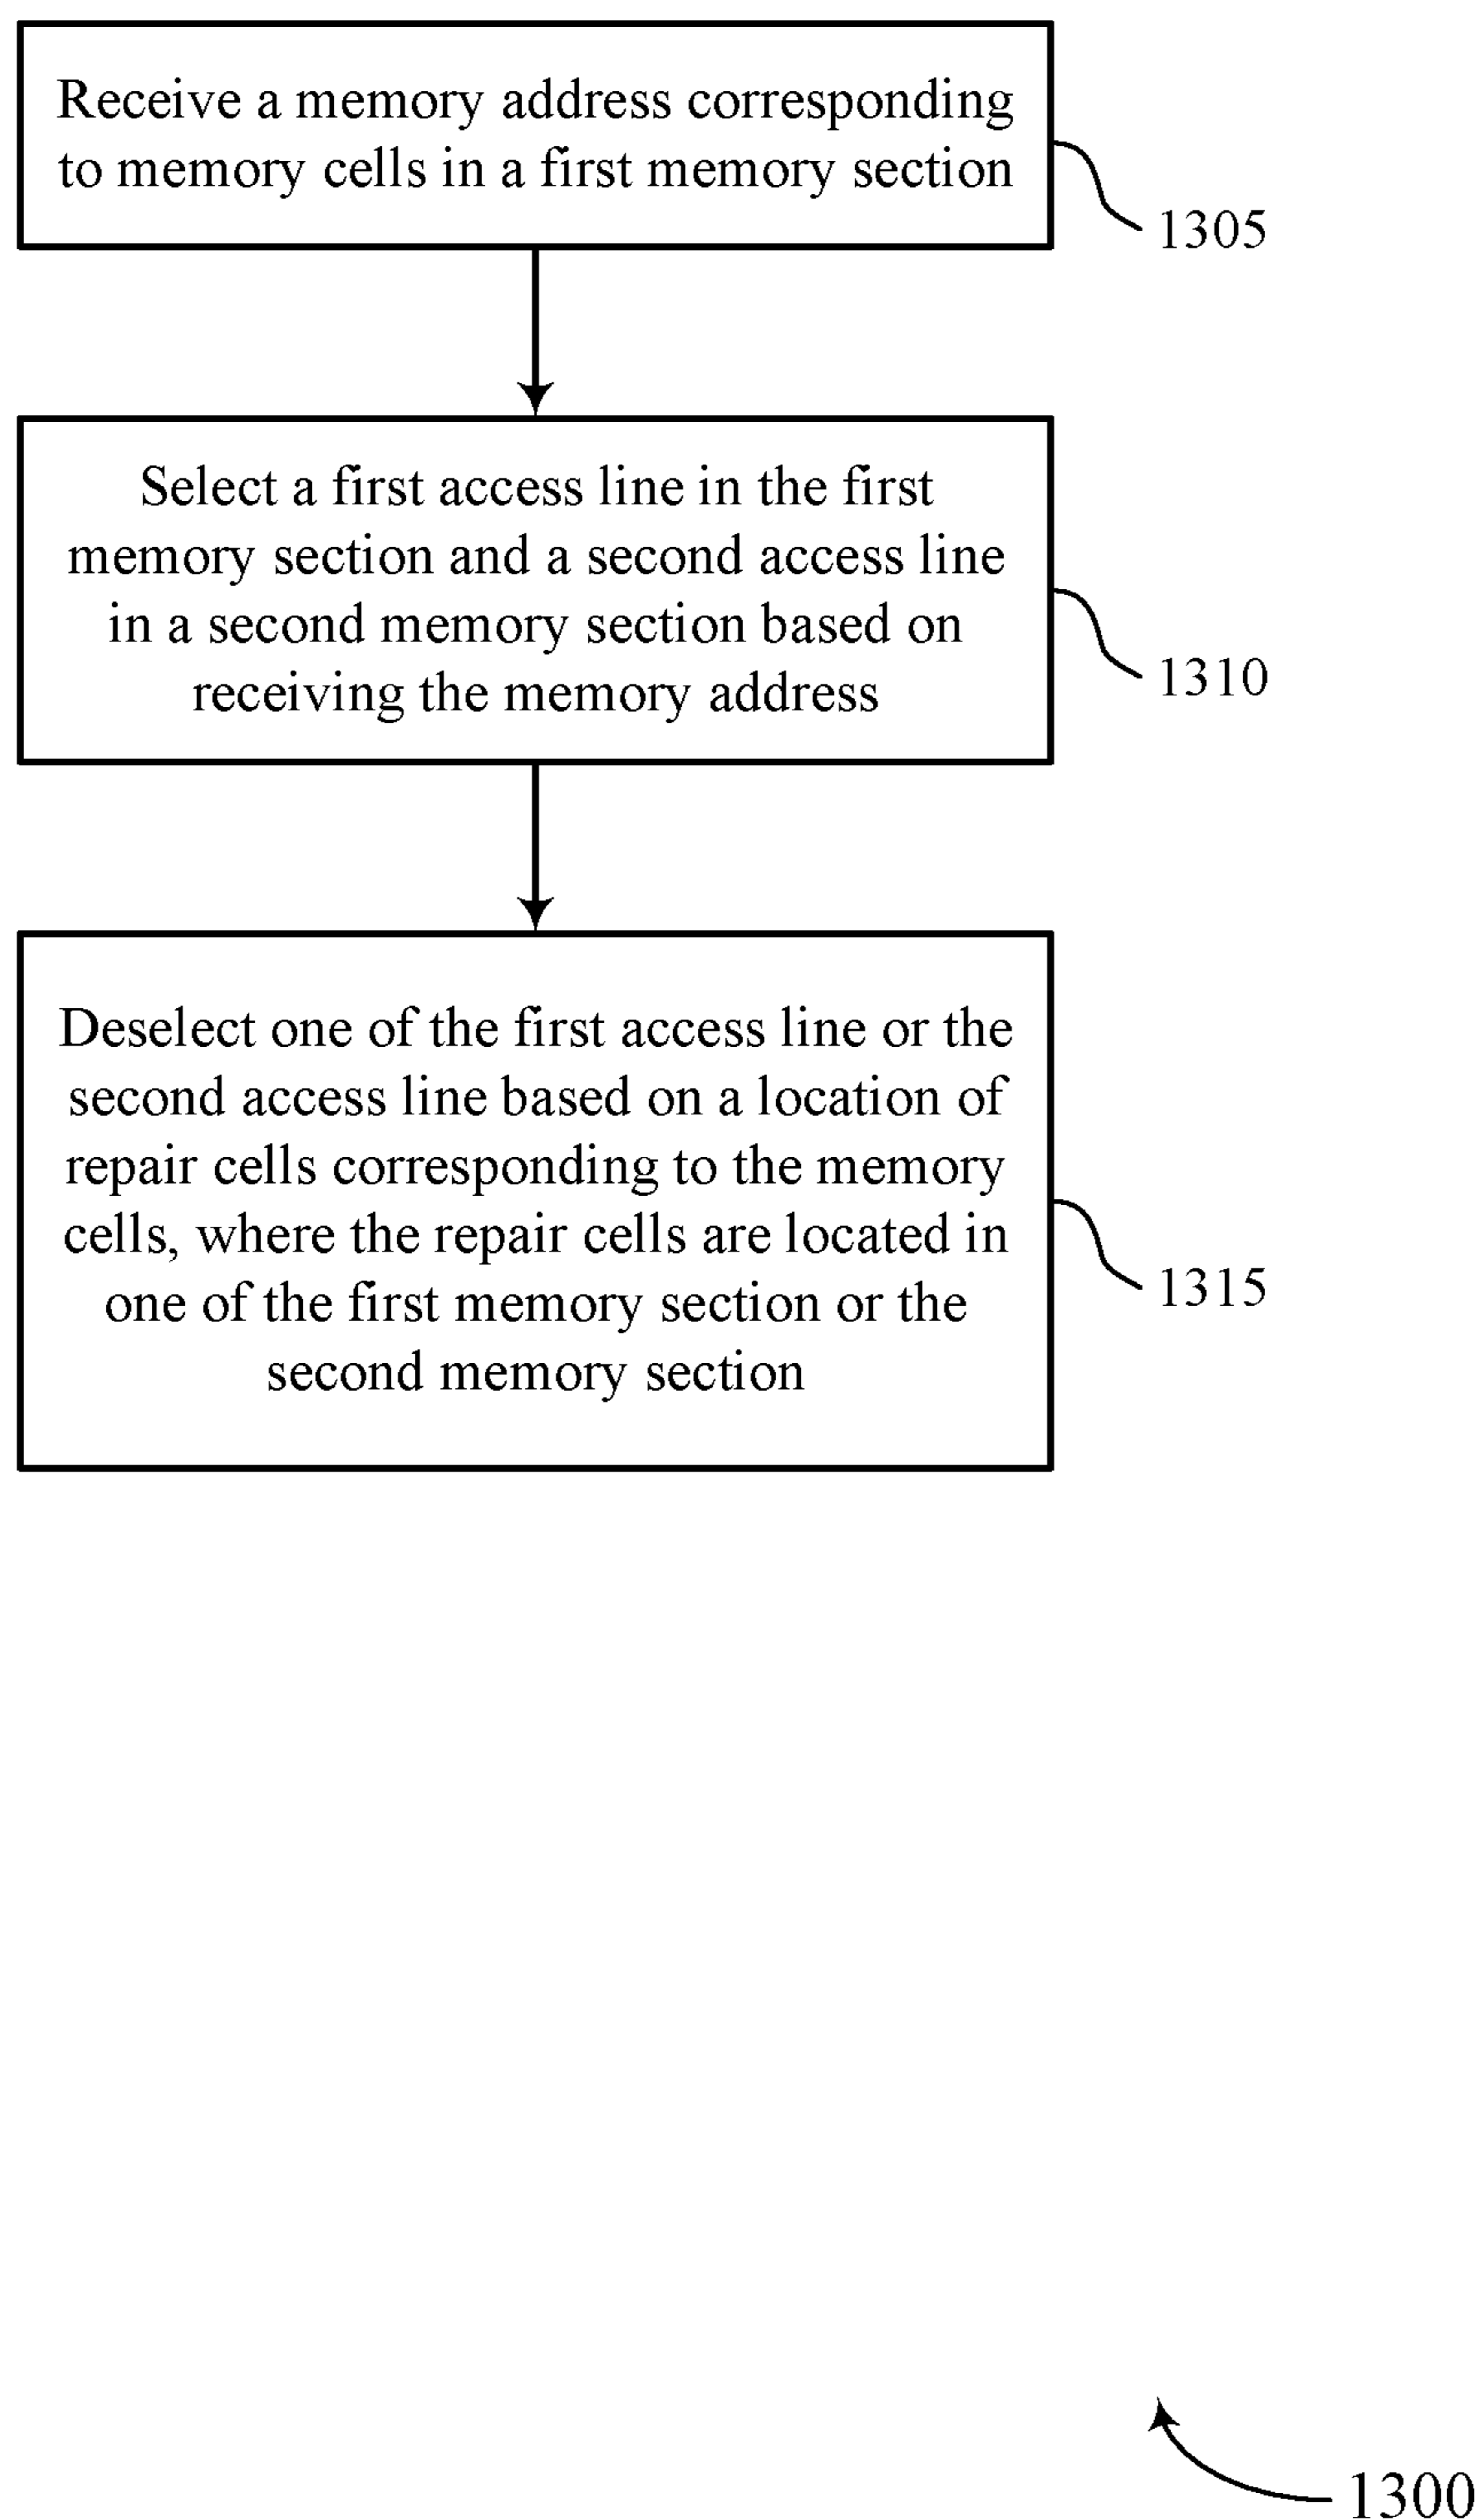 Receive a memory address corresponding
to memory cells in a first memory section
1305
Select a first access line in the first
memory section and a second access line
in a second memory section based on
receiving the memory address
1310
Deselect one of the first access line or the
second access line based on a location of
repair cells corresponding to the memory
cells, where the repair cells are located in
one of the first memory section or the
second memory section
1315
1300